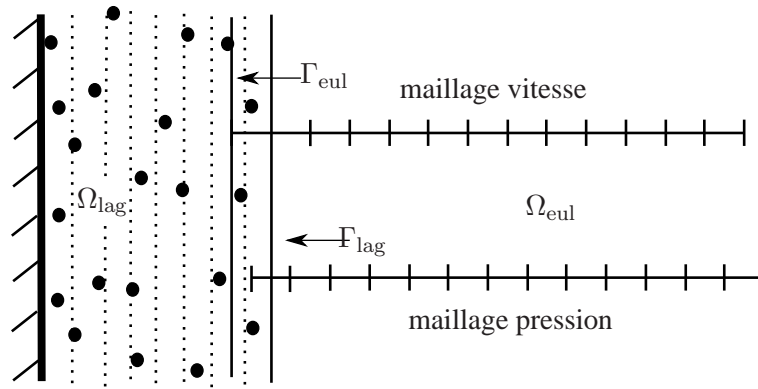 Γeul
maillage vitesse
Ωlag
Ωeul
Γlag
maillage pression